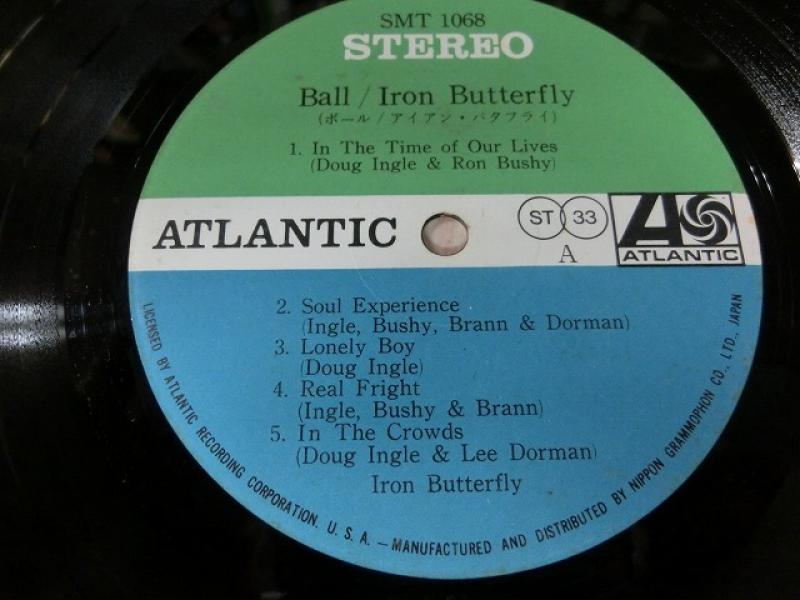 SMT 1068
STEREO
Ball / Iron Butterfly
(ボール／アイアン・バタフライ)
1. In The Time of Our Lives
(Doug Ingle & Ron Bushy)
ATLANTIC
ST 33
A
ATLANTIC
2. Soul Experience
(Ingle, Bushy, Brann & Dorman)
3. Lonely Boy
(Doug Ingle)
4. Real Fright
(Ingle, Bushy & Brann)
5. In The Crowds
(Doug Ingle & Lee Dorman)
Iron Butterfly
LICENSED BY ATLANTIC RECORDING CORPORATION. U. S. A. — MANUFACTURED AND DISTRIBUTED BY NIPPON GRAMMOPHON CO., LTD., JAPAN